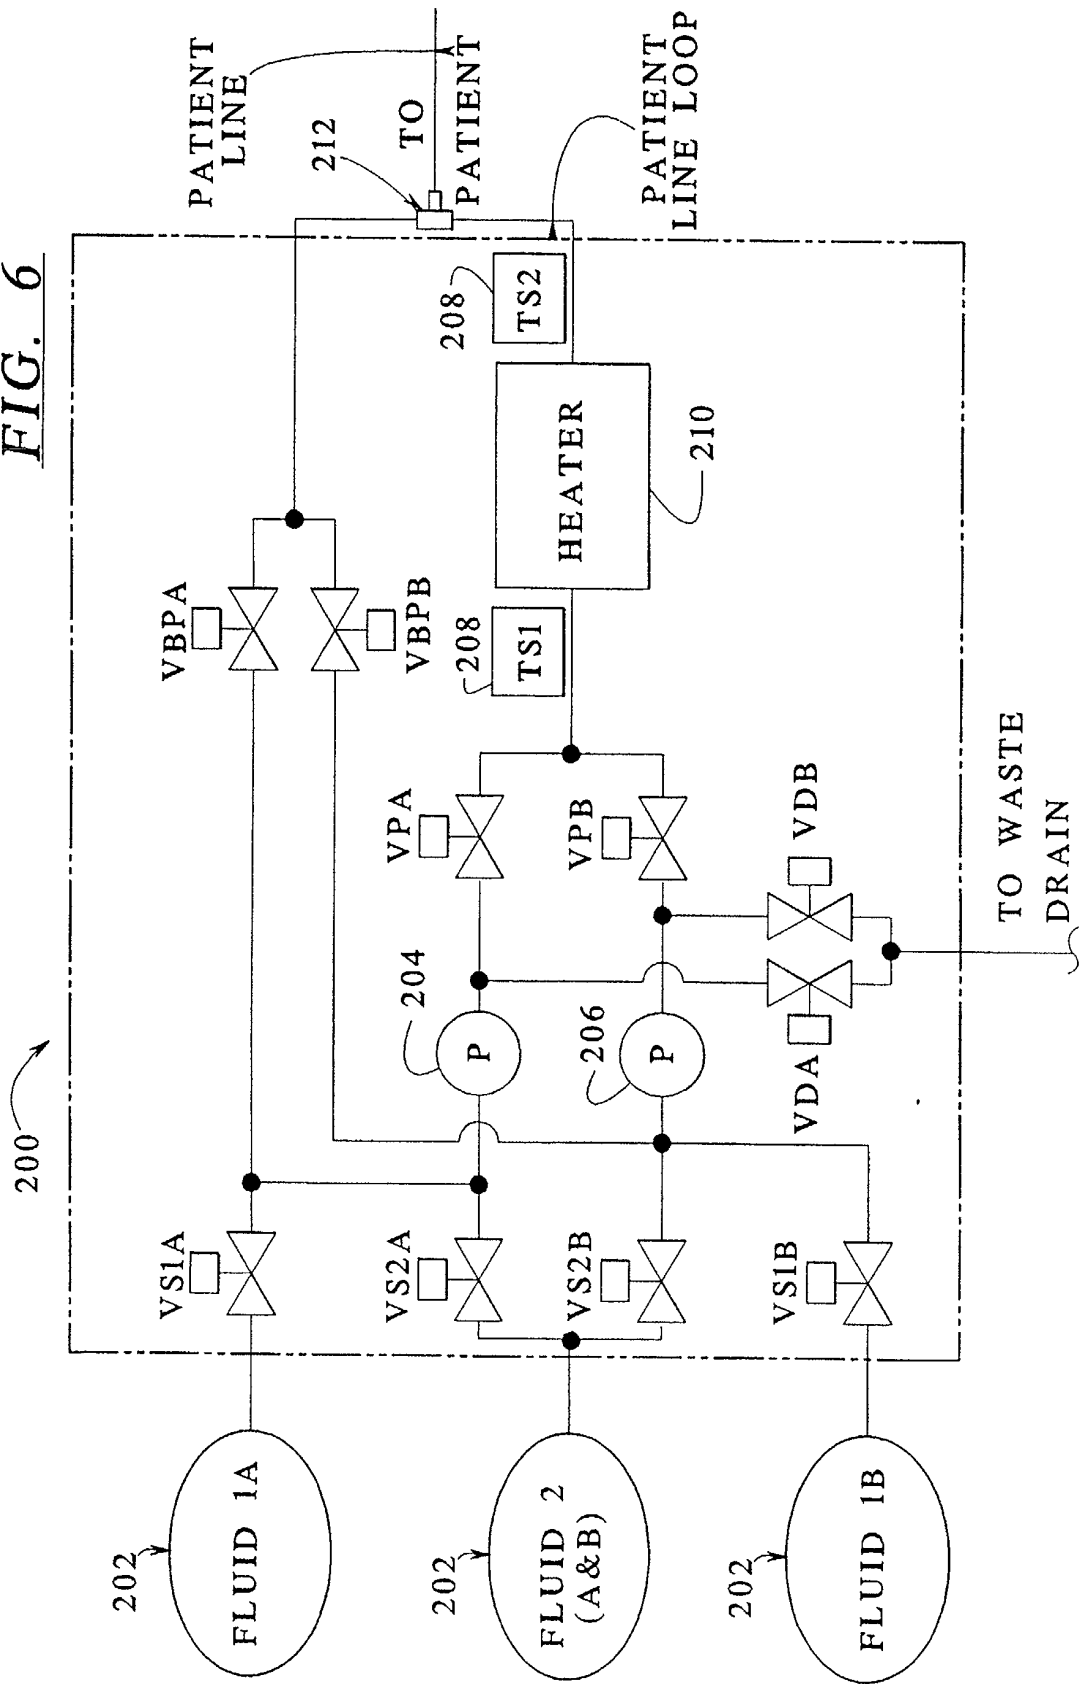 FIG. 6
200
PATIENT
LINE
212
TO
PATIENT
PATIENT
LINE LOOP
208
TS2
HEATER
210
208
TS1
VBPA
VBPB
VPA
VPB
VDB
VDA
TO WASTE
DRAIN
204
P
206
P
VS1A
VS2A
VS2B
VS1B
202
FLUID 1A
202
FLUID 2
(A&B)
202
FLUID 1B